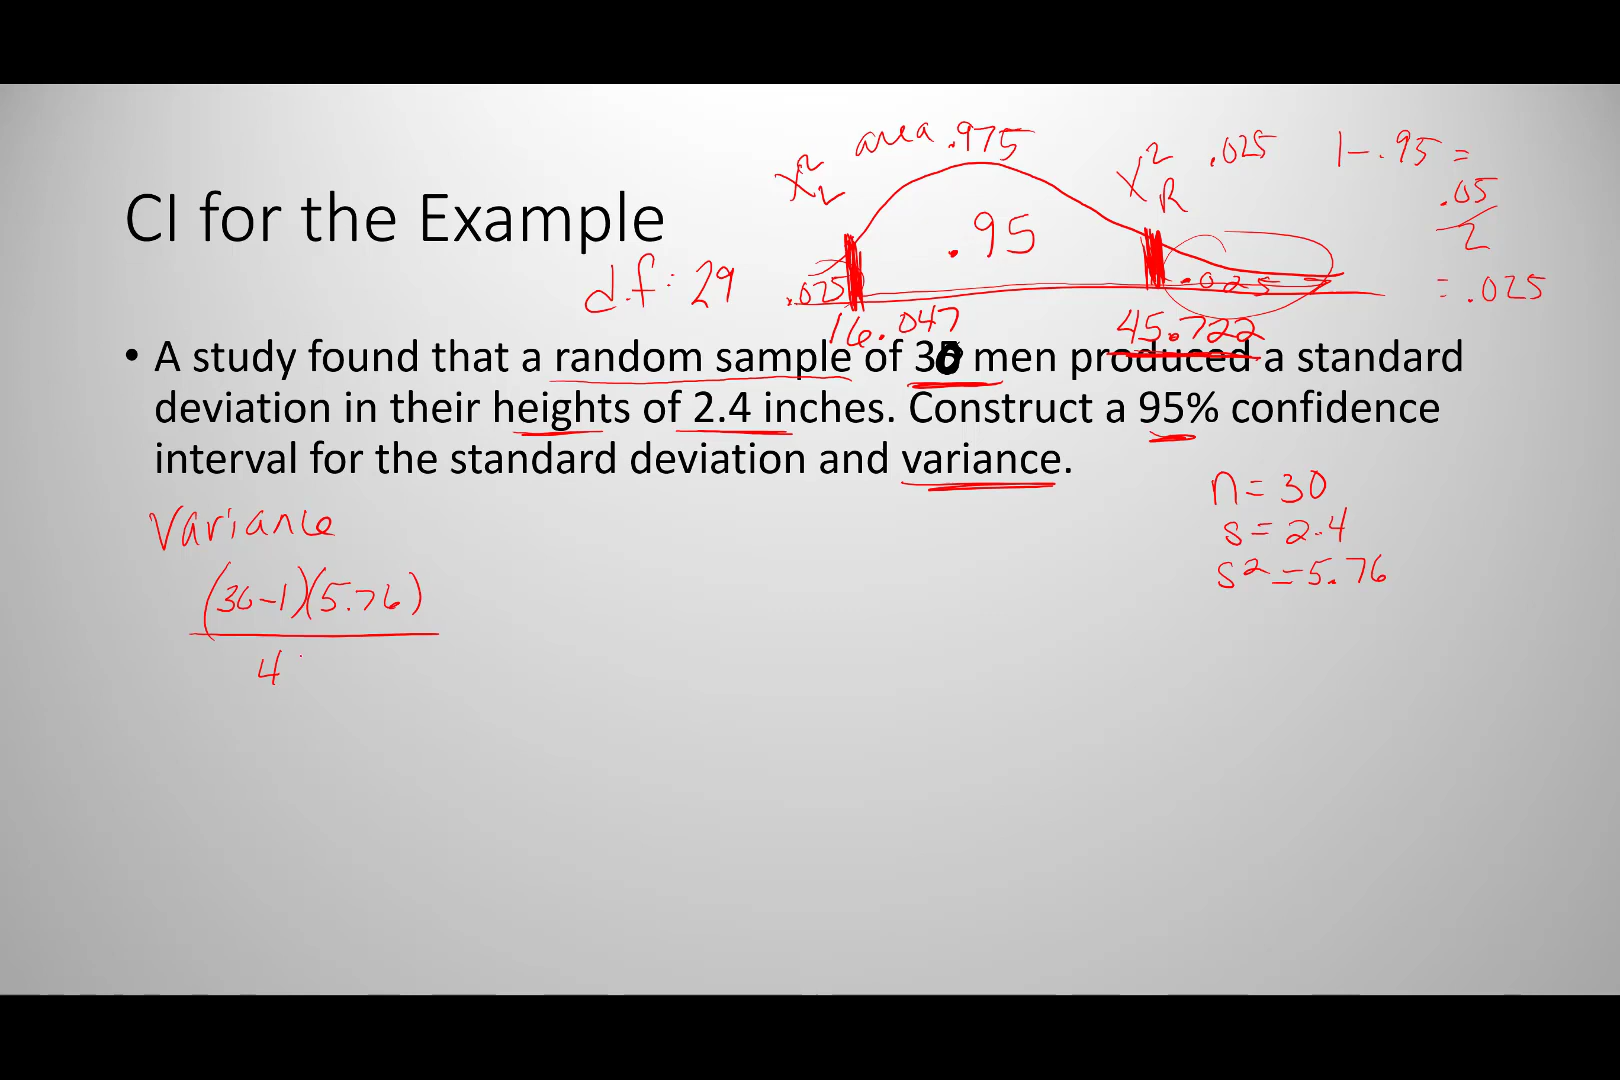 area .975
X²L
X²R
.025
1-.95=
.05
2
=.025
CI for the Example
.95
d.f: 29
.025
.025
16.047
45.722
• A study found that a random sample of 30 men produced a standard
deviation in their heights of 2.4 inches. Construct a 95% confidence
interval for the standard deviation and variance.
n=30
s=2.4
s²=5.76
Variance
(30-1)(5.76)
4.